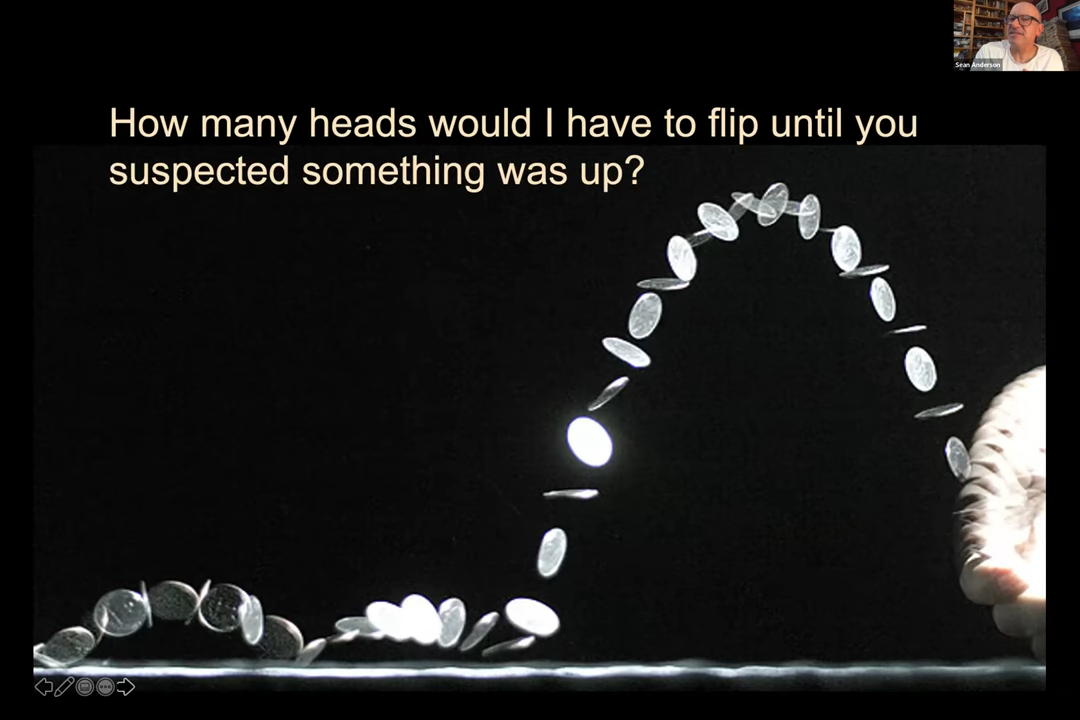 Sean Anderson
How many heads would I have to flip until you
suspected something was up?